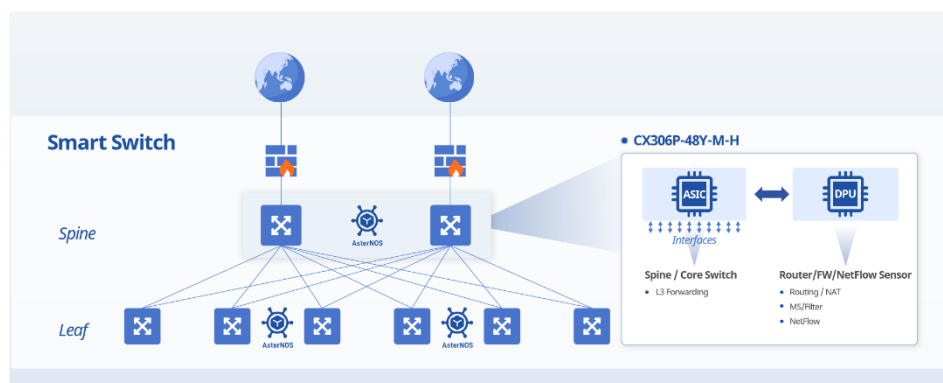 Smart Switch
CX306P-48Y-M-H
ASIC
DPU
Interfaces
Spine
AsterNOS
Spine / Core Switch
L3 Forwarding
Router/FW/NetFlow Sensor
Routing / NAT
MS/Filter
NetFlow
Leaf
AsterNOS
AsterNOS